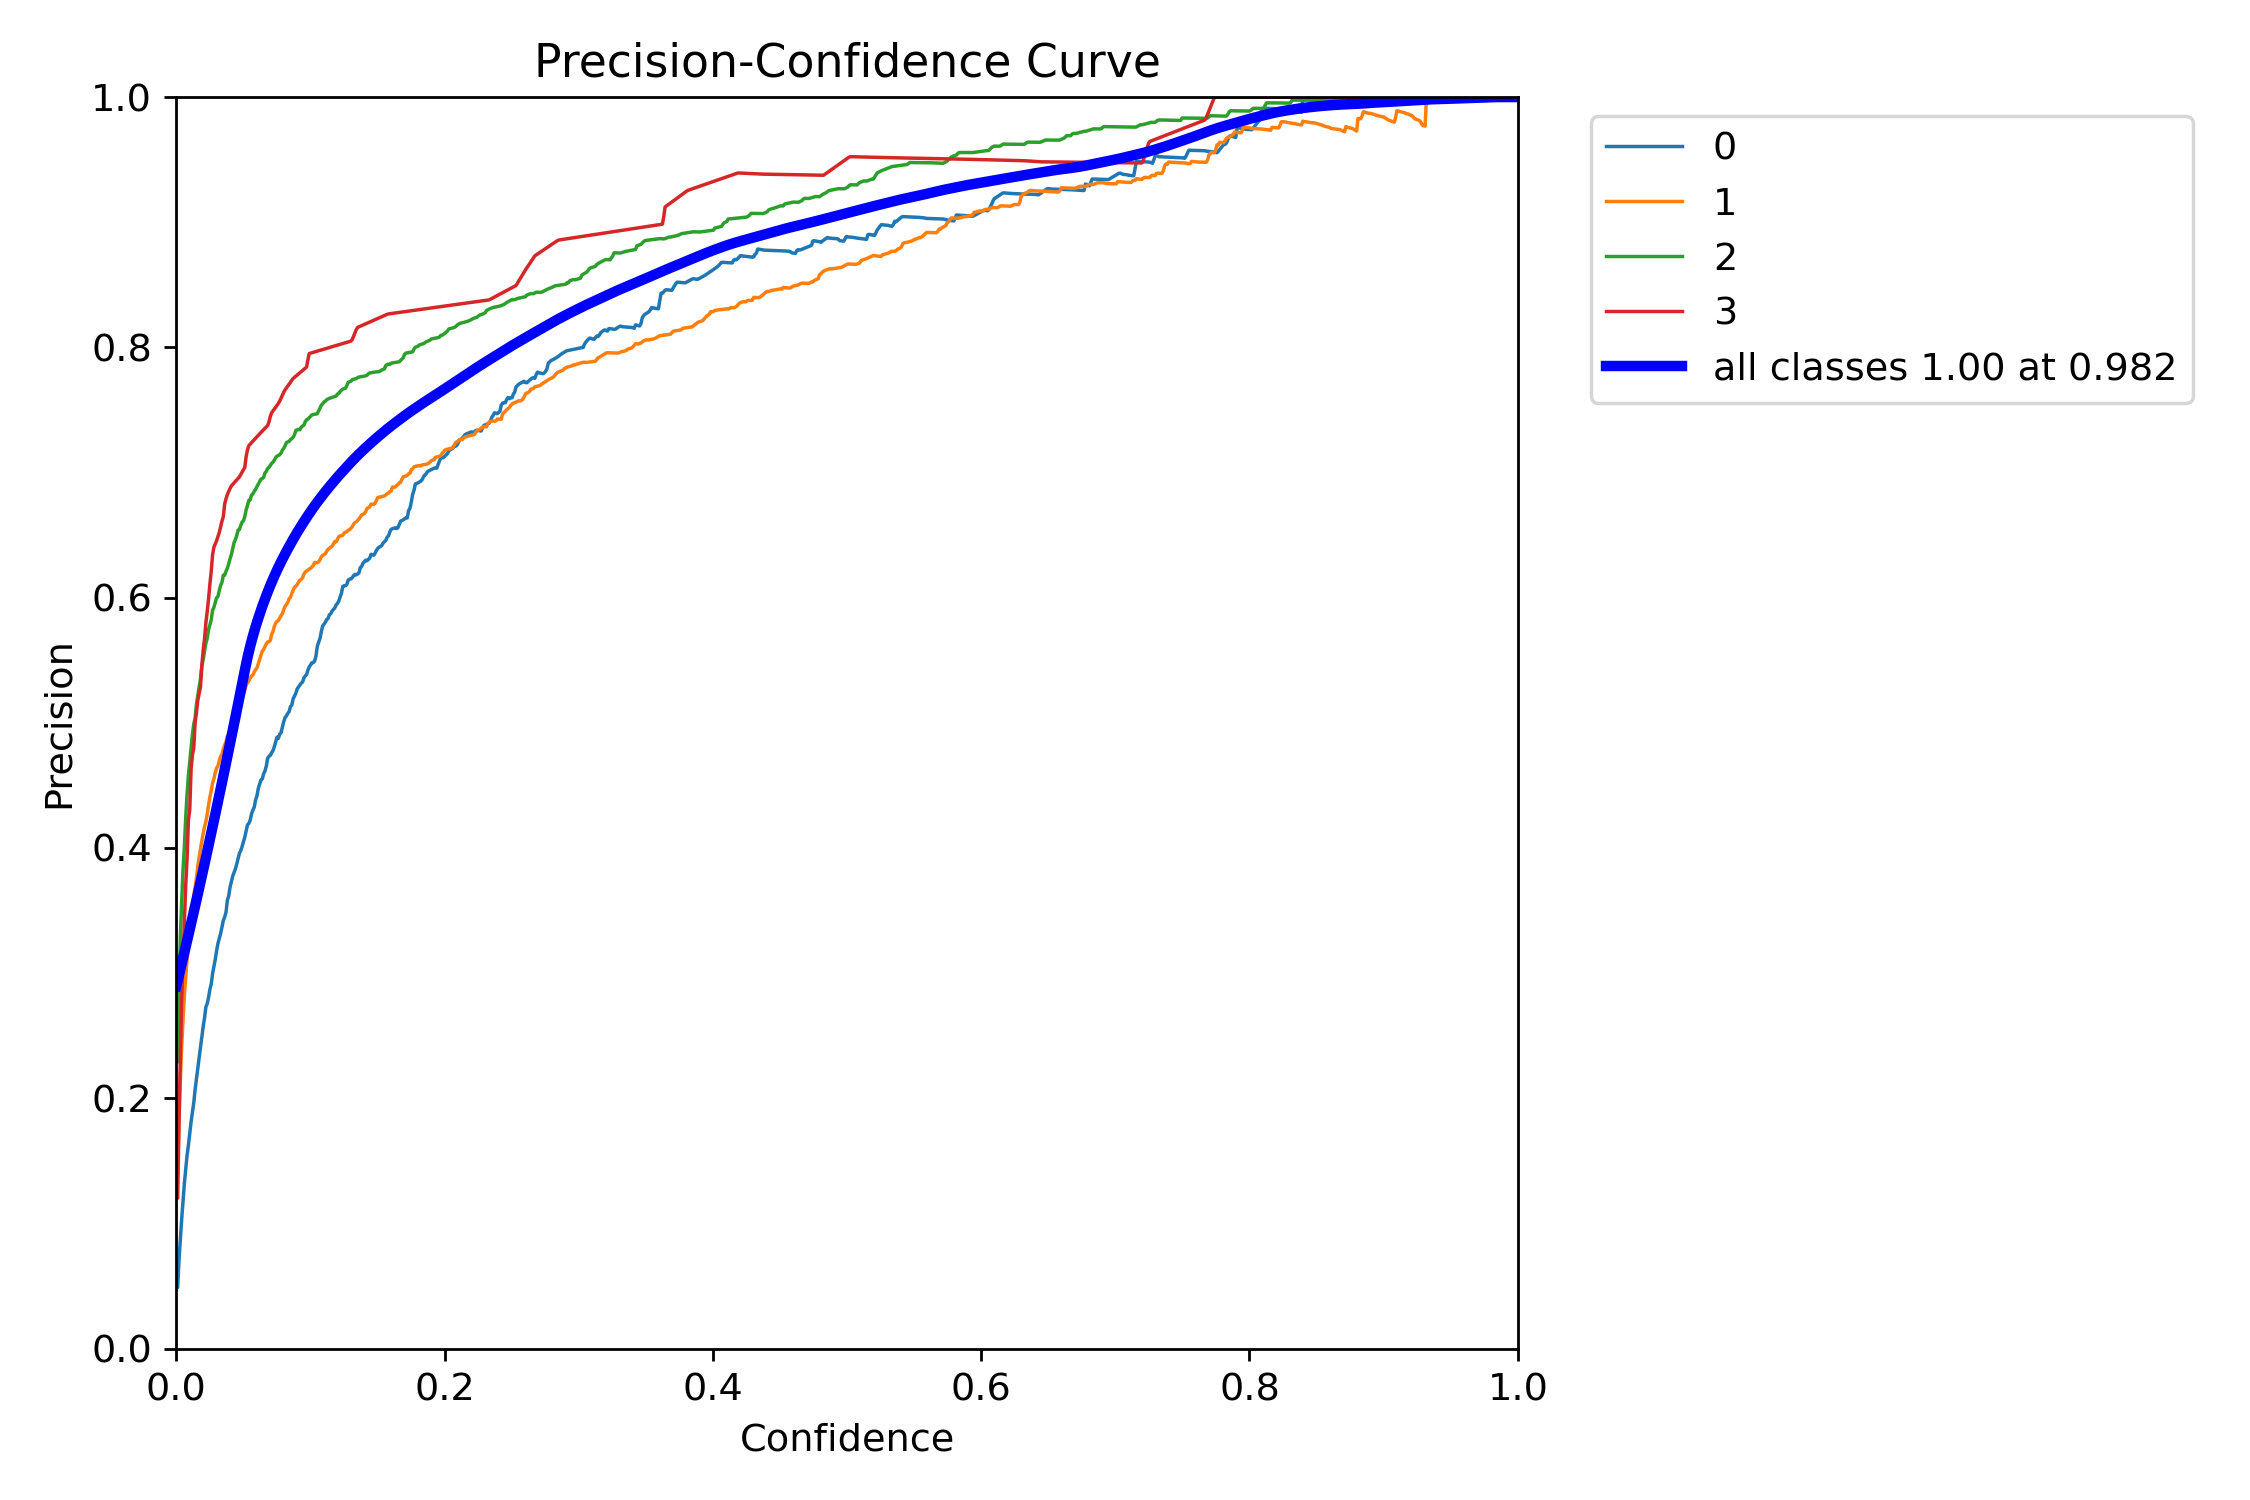 Precision-Confidence Curve
1.0
0.8
0.6
0.4
0.2
0.0
Precision
0.0 0.2 0.4 0.6 0.8 1.0
Confidence
0
1
2
3
all classes 1.00 at 0.982